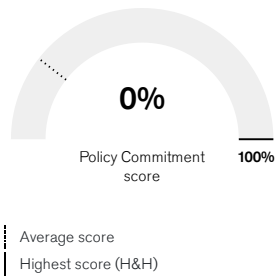 0%
Policy Commitment
score
100%
Average score
Highest score (H&H)